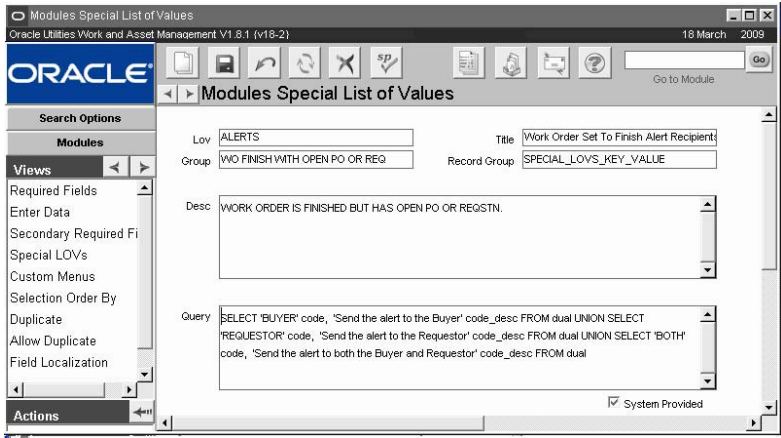 Modules Special List of Values
Oracle Utilities Work and Asset Management V1.8.1 {v18-2} 18 March 2009
ORACLE
sp
Go
Go to Module
Modules Special List of Values
Search Options
Modules
Views
Required Fields
Enter Data
Secondary Required Fi
Special LOVs
Custom Menus
Selection Order By
Duplicate
Allow Duplicate
Field Localization
Actions
Lov ALERTS Title Work Order Set To Finish Alert Recipients
Group WO FINISH WITH OPEN PO OR REQ Record Group SPECIAL_LOVS_KEY_VALUE
Desc WORK ORDER IS FINISHED BUT HAS OPEN PO OR REQSTN.
Query SELECT 'BUYER' code, 'Send the alert to the Buyer' code_desc FROM dual UNION SELECT
'REQUESTOR' code, 'Send the alert to the Requestor' code_desc FROM dual UNION SELECT 'BOTH'
code, 'Send the alert to both the Buyer and Requestor' code_desc FROM dual
System Provided